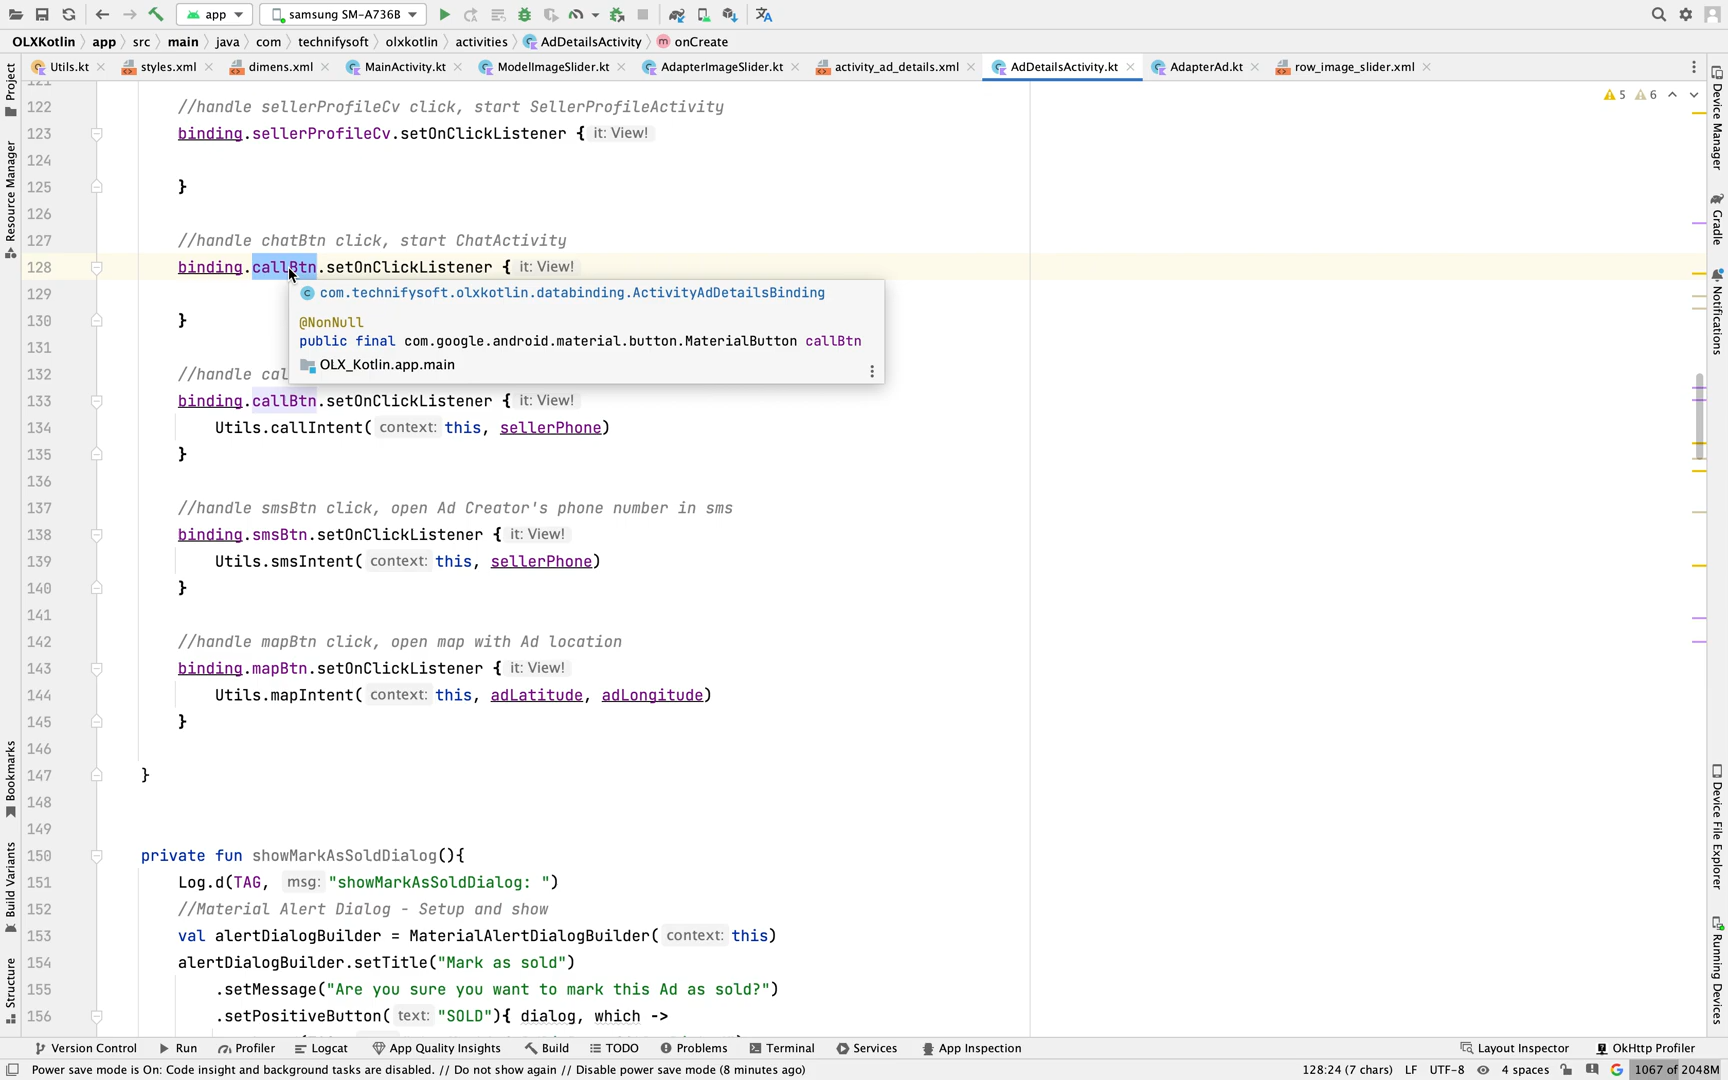 app
samsung SM-A736B
OLXKotlin app src main java com technifysoft olxkotlin activities AdDetailsActivity onCreate
Utils.kt styles.xml dimens.xml MainActivity.kt ModelImageSlider.kt AdapterImageSlider.kt activity_ad_details.xml AdDetailsActivity.kt AdapterAd.kt row_image_slider.xml
5 6
Project
Resource Manager
Bookmarks
Build Variants
Structure
122 //handle sellerProfileCv click, start SellerProfileActivity
123 binding.sellerProfileCv.setOnClickListener { it: View!
124
125 }
126
127 //handle chatBtn click, start ChatActivity
128 binding.callBtn.setOnClickListener { it: View!
129
com.technifysoft.olxkotlin.databinding.ActivityAdDetailsBinding
@NonNull
public final com.google.android.material.button.MaterialButton callBtn
OLX_Kotlin.app.main
130 }
131
132 //handle cal
133 binding.callBtn.setOnClickListener { it: View!
134 Utils.callIntent( context: this, sellerPhone)
135 }
136
137 //handle smsBtn click, open Ad Creator's phone number in sms
138 binding.smsBtn.setOnClickListener { it: View!
139 Utils.smsIntent( context: this, sellerPhone)
140 }
141
142 //handle mapBtn click, open map with Ad location
143 binding.mapBtn.setOnClickListener { it: View!
144 Utils.mapIntent( context: this, adLatitude, adLongitude)
145 }
146
147 }
148
149
150 private fun showMarkAsSoldDialog(){
151 Log.d(TAG, msg: "showMarkAsSoldDialog: ")
152 //Material Alert Dialog - Setup and show
153 val alertDialogBuilder = MaterialAlertDialogBuilder( context: this)
154 alertDialogBuilder.setTitle("Mark as sold")
155 .setMessage("Are you sure you want to mark this Ad as sold?")
156 .setPositiveButton( text: "SOLD"){ dialog, which ->
Device Manager
Gradle
Notifications
Device File Explorer
Running Devices
Version Control Run Profiler Logcat App Quality Insights Build TODO Problems Terminal Services App Inspection Layout Inspector OkHttp Profiler
Power save mode is On: Code insight and background tasks are disabled. // Do not show again // Disable power save mode (8 minutes ago) 128:24 (7 chars) LF UTF-8 4 spaces 1067 of 2048M